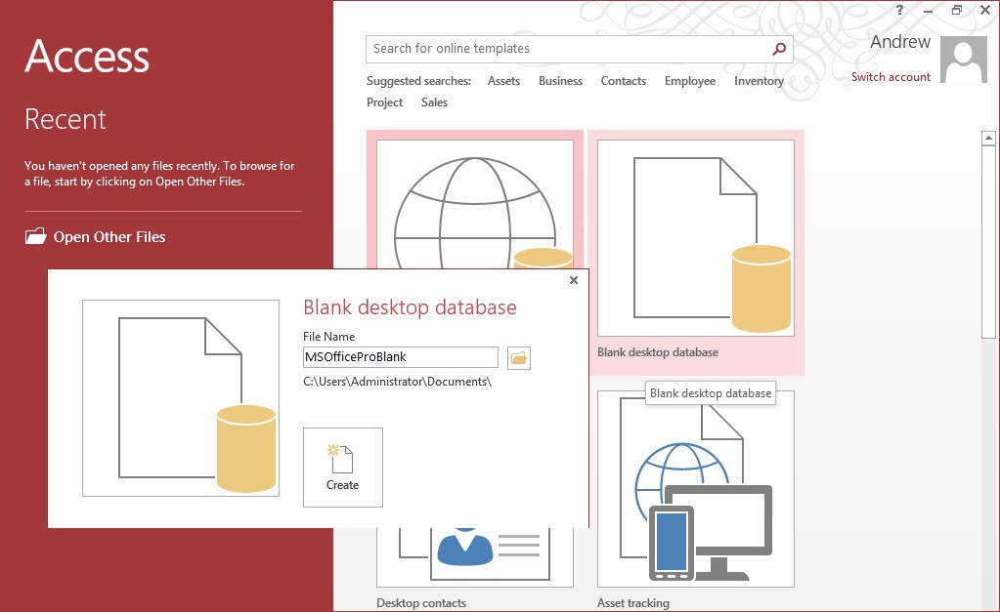 Access
Recent
You haven't opened any files recently. To browse for
a file, start by clicking on Open Other Files.
Open Other Files
?
Andrew
Switch account
Search for online templates
Suggested searches: Assets Business Contacts Employee Inventory
Project Sales
Blank desktop database
Blank desktop database
Blank desktop database
File Name
MSOfficeProBlank
C:\Users\Administrator\Documents\
Create
Desktop contacts
Asset tracking